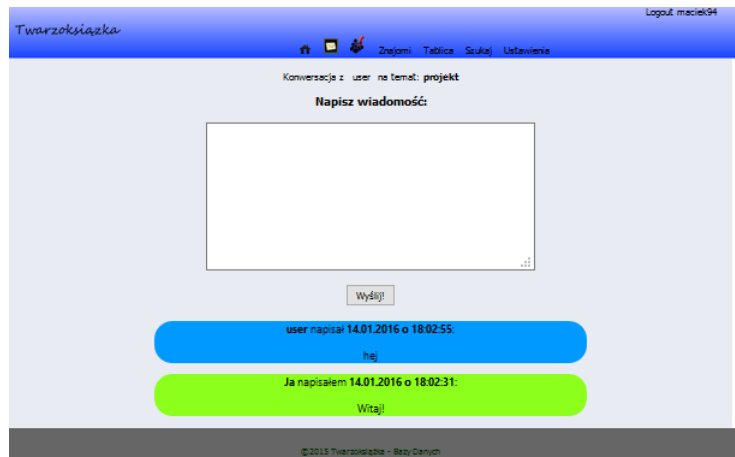 Logout maciek94
Twarzoksiązka
Znajomi Tablica Szukaj Ustawienia
Konwersacja z user na temat: projekt
Napisz wiadomość:
Wyślij!
user napisał 14.01.2016 o 18:02:55:
hej
Ja napisałem 14.01.2016 o 18:02:31:
Witaj!
©2015 Twarzoksiążka - Bazy Danych